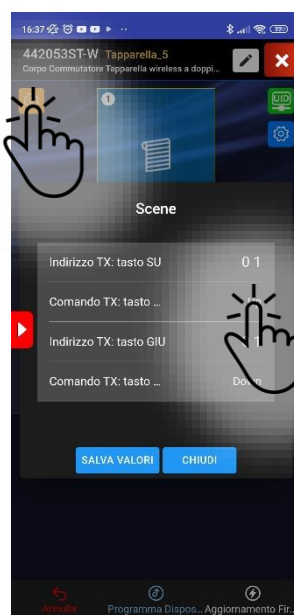 16:37
442053ST-W Tapparella_5
Corpo Commutatore Tapparella wireless a doppi...
1
UID
Scene
Indirizzo TX: tasto SU 0 1
Comando TX: tasto ...
Indirizzo TX: tasto GIU 1
Comando TX: tasto ... Down
SALVA VALORI CHIUDI
Annulla Programma Dispos... Aggiornamento Fir..